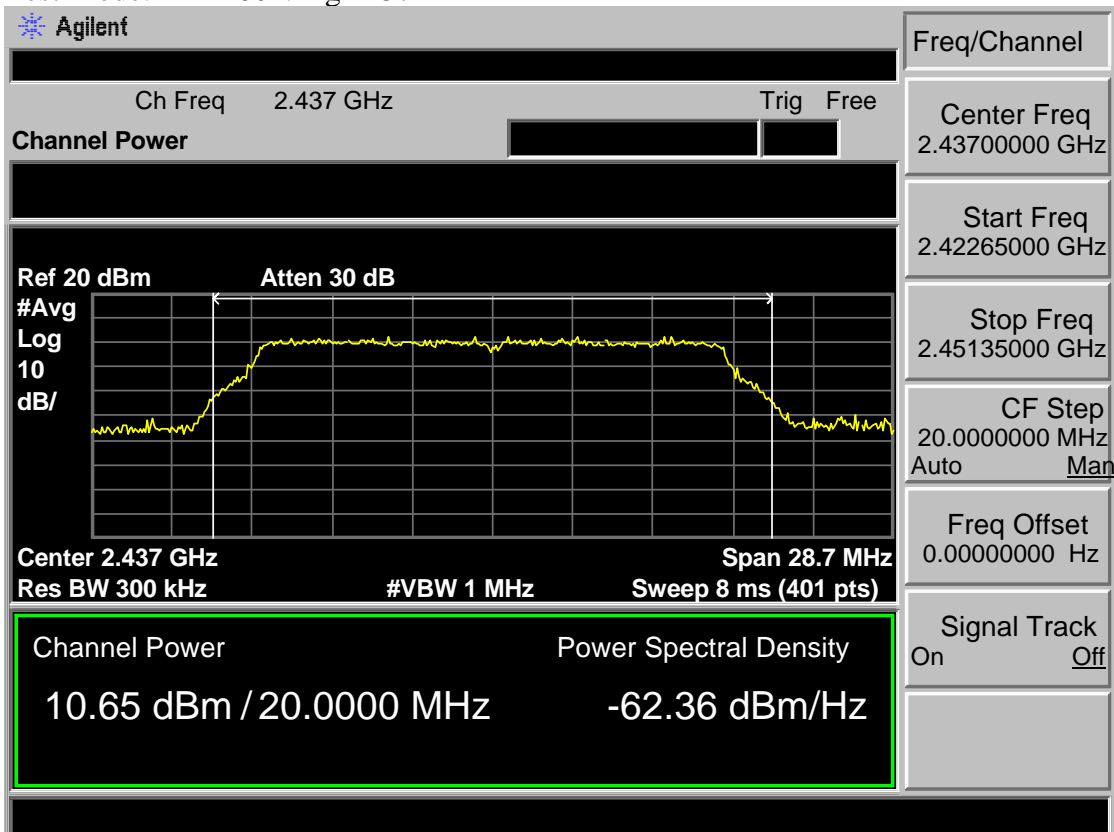 Agilent
Freq/Channel
Ch Freq 2.437 GHz Trig Free
Channel Power
Center Freq
2.43700000 GHz
Start Freq
2.42265000 GHz
Ref 20 dBm Atten 30 dB
#Avg
Log
10
dB/
Stop Freq
2.45135000 GHz
CF Step
20.0000000 MHz
Auto Man
Center 2.437 GHz Span 28.7 MHz
Res BW 300 kHz #VBW 1 MHz Sweep 8 ms (401 pts)
Freq Offset
0.00000000 Hz
Channel Power Power Spectral Density
10.65 dBm / 20.0000 MHz -62.36 dBm/Hz
Signal Track
On Off